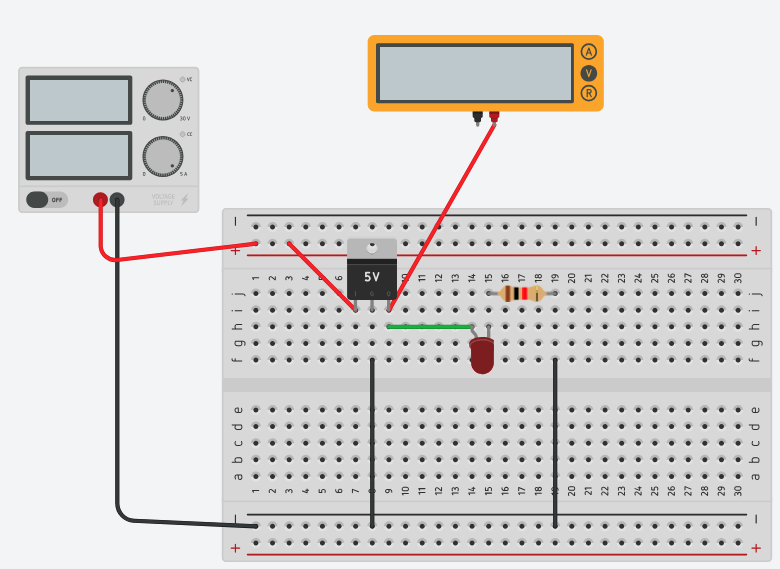 A
V
R
VC
0 30 V
CC
0 5 A
OFF
VOLTAGE
SUPPLY
− −
+ +
1 2 3 4 5 6 10 11 12 13 14 15 16 17 18 19 20 21 22 23 24 25 26 27 28 29 30
5V
I G O
j j
i i
h h
g g
f f
e e
d d
c c
b b
a a
1 2 3 4 5 6 7 8 9 10 11 12 13 14 15 16 17 18 19 20 21 22 23 24 25 26 27 28 29 30
− −
+ +